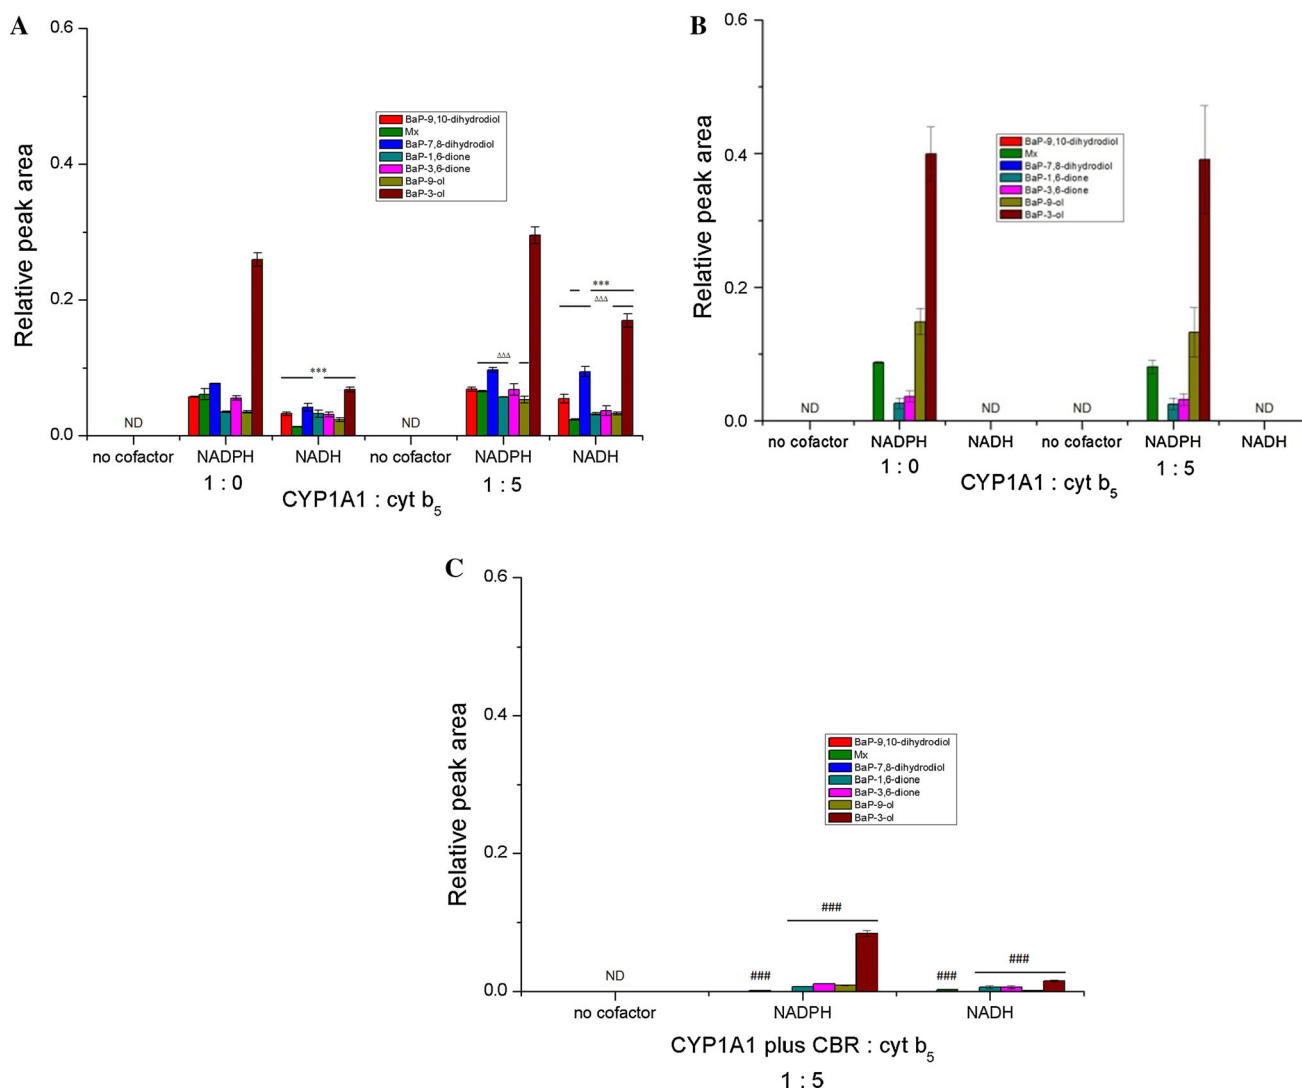 A
0.6
0.4
0.2
0.0
Relative peak area
BaP-9,10-dihydrodiol
Mx
BaP-7,8-dihydrodiol
BaP-1,6-dione
BaP-3,6-dione
BaP-9-ol
BaP-3-ol
ND
***
ND
ΔΔΔ
***
ΔΔΔ
no cofactor NADPH NADH no cofactor NADPH NADH
1 : 0 1 : 5
CYP1A1 : cyt b5
B
0.6
0.4
0.2
0.0
Relative peak area
BaP-9,10-dihydrodiol
Mx
BaP-7,8-dihydrodiol
BaP-1,6-dione
BaP-3,6-dione
BaP-9-ol
BaP-3-ol
ND ND ND ND
no cofactor NADPH NADH no cofactor NADPH NADH
1 : 0 1 : 5
CYP1A1 : cyt b5
C
0.6
0.4
0.2
0.0
Relative peak area
BaP-9,10-dihydrodiol
Mx
BaP-7,8-dihydrodiol
BaP-1,6-dione
BaP-3,6-dione
BaP-9-ol
BaP-3-ol
ND
###
###
###
###
no cofactor NADPH NADH
CYP1A1 plus CBR : cyt b5
1 : 5